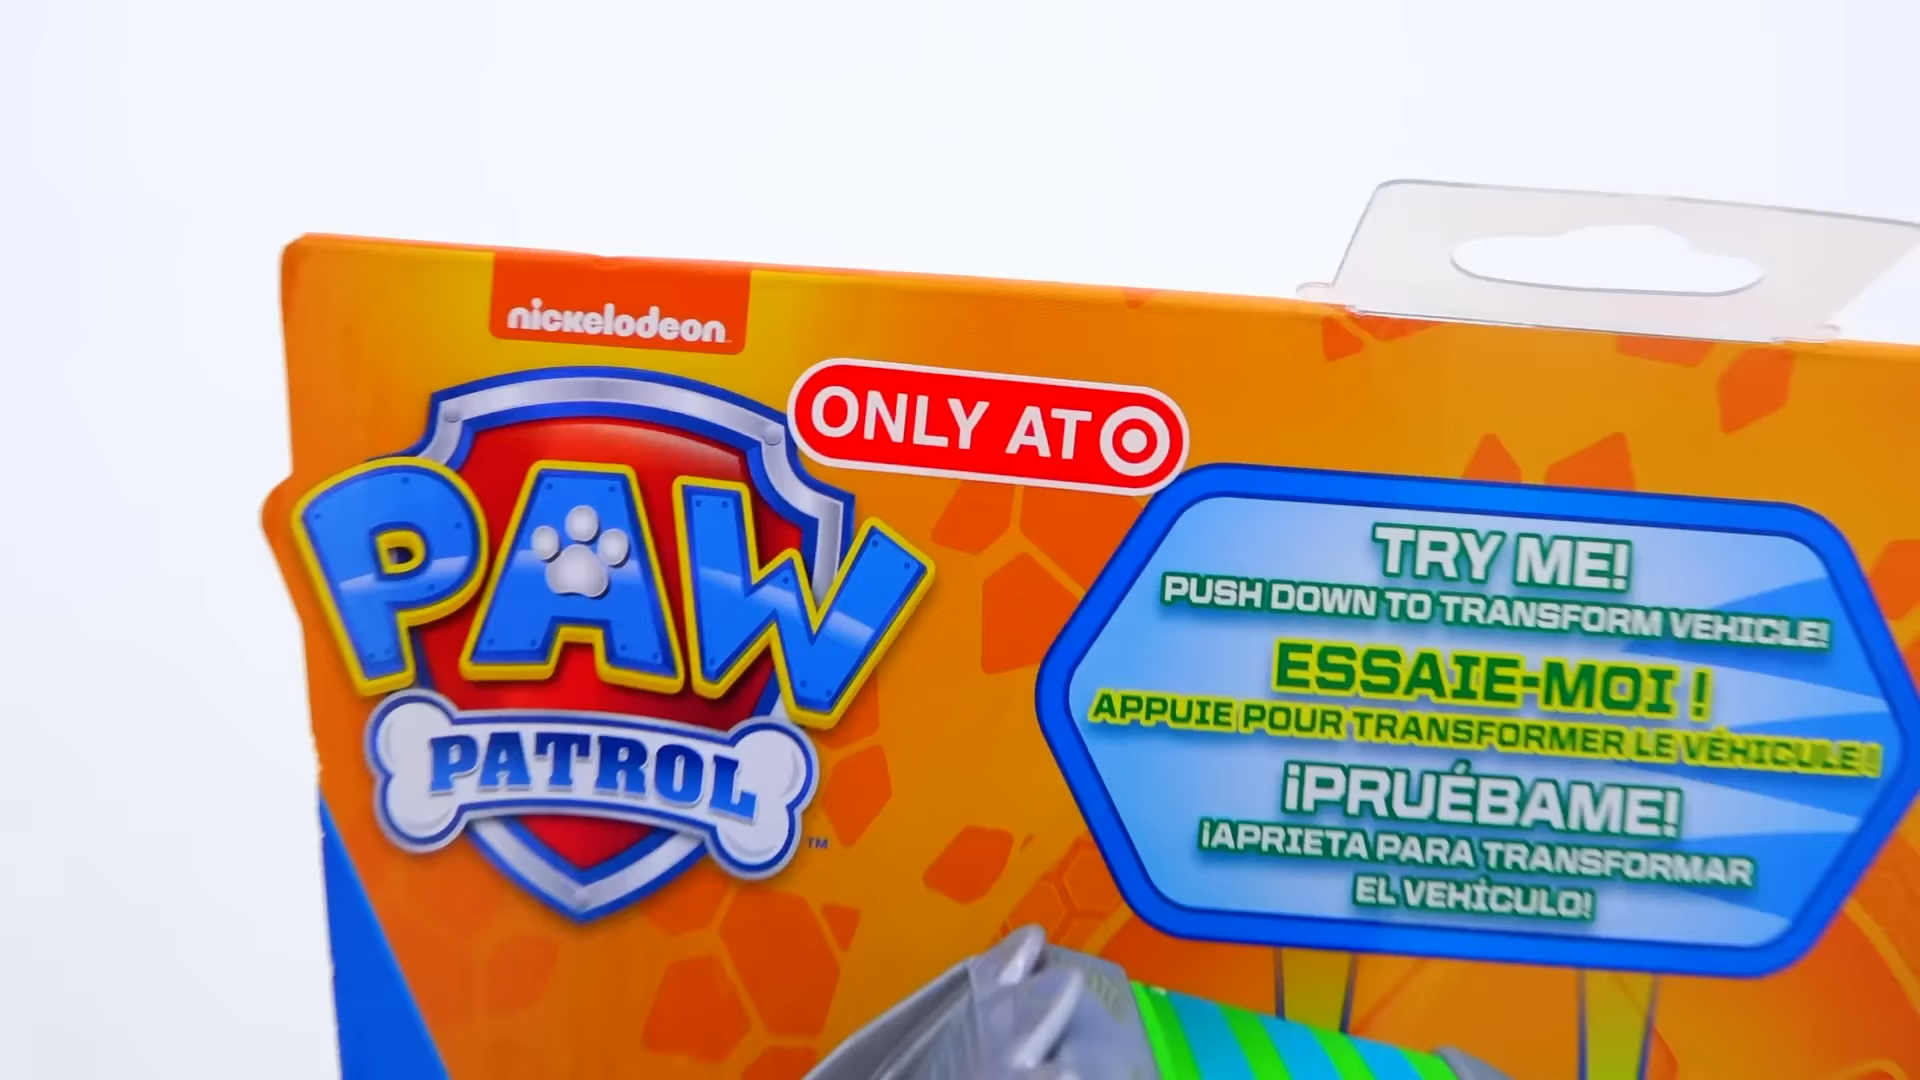 nickelodeon
ONLY AT
PAW
PATROL
™
TRY ME!
PUSH DOWN TO TRANSFORM VEHICLE!
ESSAIE-MOI !
APPUIE POUR TRANSFORMER LE VÉHICULE !
¡PRUÉBAME!
¡APRIETA PARA TRANSFORMAR
EL VEHÍCULO!